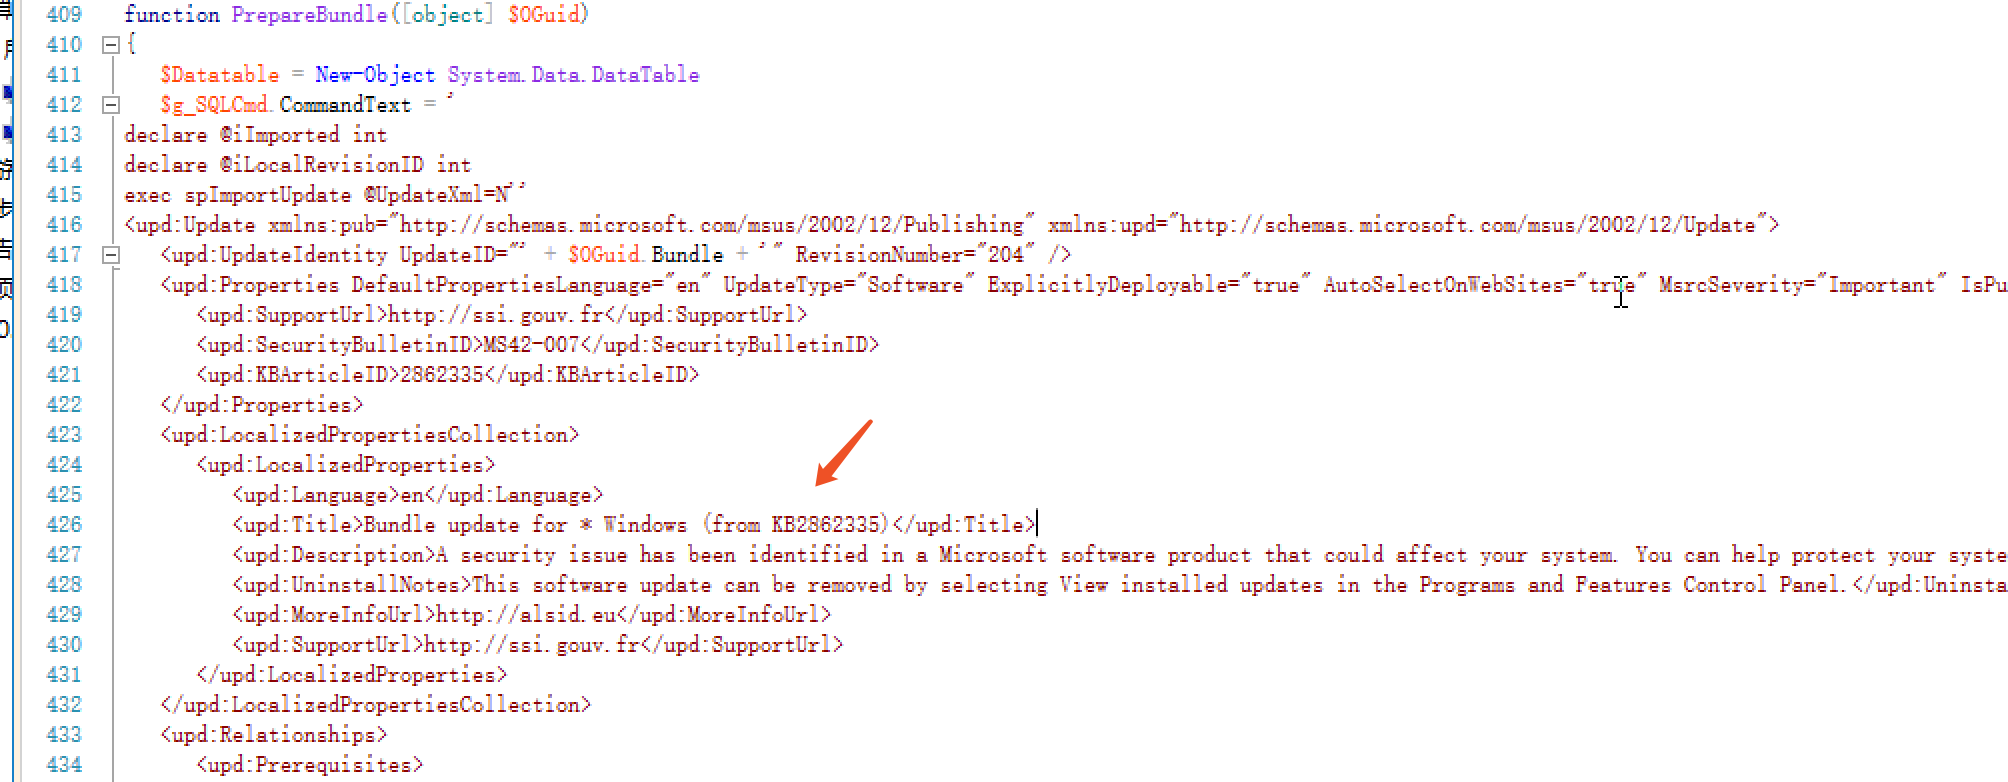 409 function PrepareBundle([object] $OGuid)
410 {
411 $Datatable = New-Object System.Data.DataTable
412 $g_SQLCmd.CommandText = '
413 declare @iImported int
414 declare @iLocalRevisionID int
415 exec spImportUpdate @UpdateXml=N''
416 <upd:Update xmlns:pub="http://schemas.microsoft.com/msus/2002/12/Publishing" xmlns:upd="http://schemas.microsoft.com/msus/2002/12/Update">
417 <upd:UpdateIdentity UpdateID="' + $OGuid.Bundle + '" RevisionNumber="204" />
418 <upd:Properties DefaultPropertiesLanguage="en" UpdateType="Software" ExplicitlyDeployable="true" AutoSelectOnWebSites="true" MsrcSeverity="Important" IsPu
419 <upd:SupportUrl>http://ssi.gouv.fr</upd:SupportUrl>
420 <upd:SecurityBulletinID>MS42-007</upd:SecurityBulletinID>
421 <upd:KBArticleID>2862335</upd:KBArticleID>
422 </upd:Properties>
423 <upd:LocalizedPropertiesCollection>
424 <upd:LocalizedProperties>
425 <upd:Language>en</upd:Language>
426 <upd:Title>Bundle update for * Windows (from KB2862335)</upd:Title>
427 <upd:Description>A security issue has been identified in a Microsoft software product that could affect your system. You can help protect your syste
428 <upd:UninstallNotes>This software update can be removed by selecting View installed updates in the Programs and Features Control Panel.</upd:Uninsta
429 <upd:MoreInfoUrl>http://alsid.eu</upd:MoreInfoUrl>
430 <upd:SupportUrl>http://ssi.gouv.fr</upd:SupportUrl>
431 </upd:LocalizedProperties>
432 </upd:LocalizedPropertiesCollection>
433 <upd:Relationships>
434 <upd:Prerequisites>